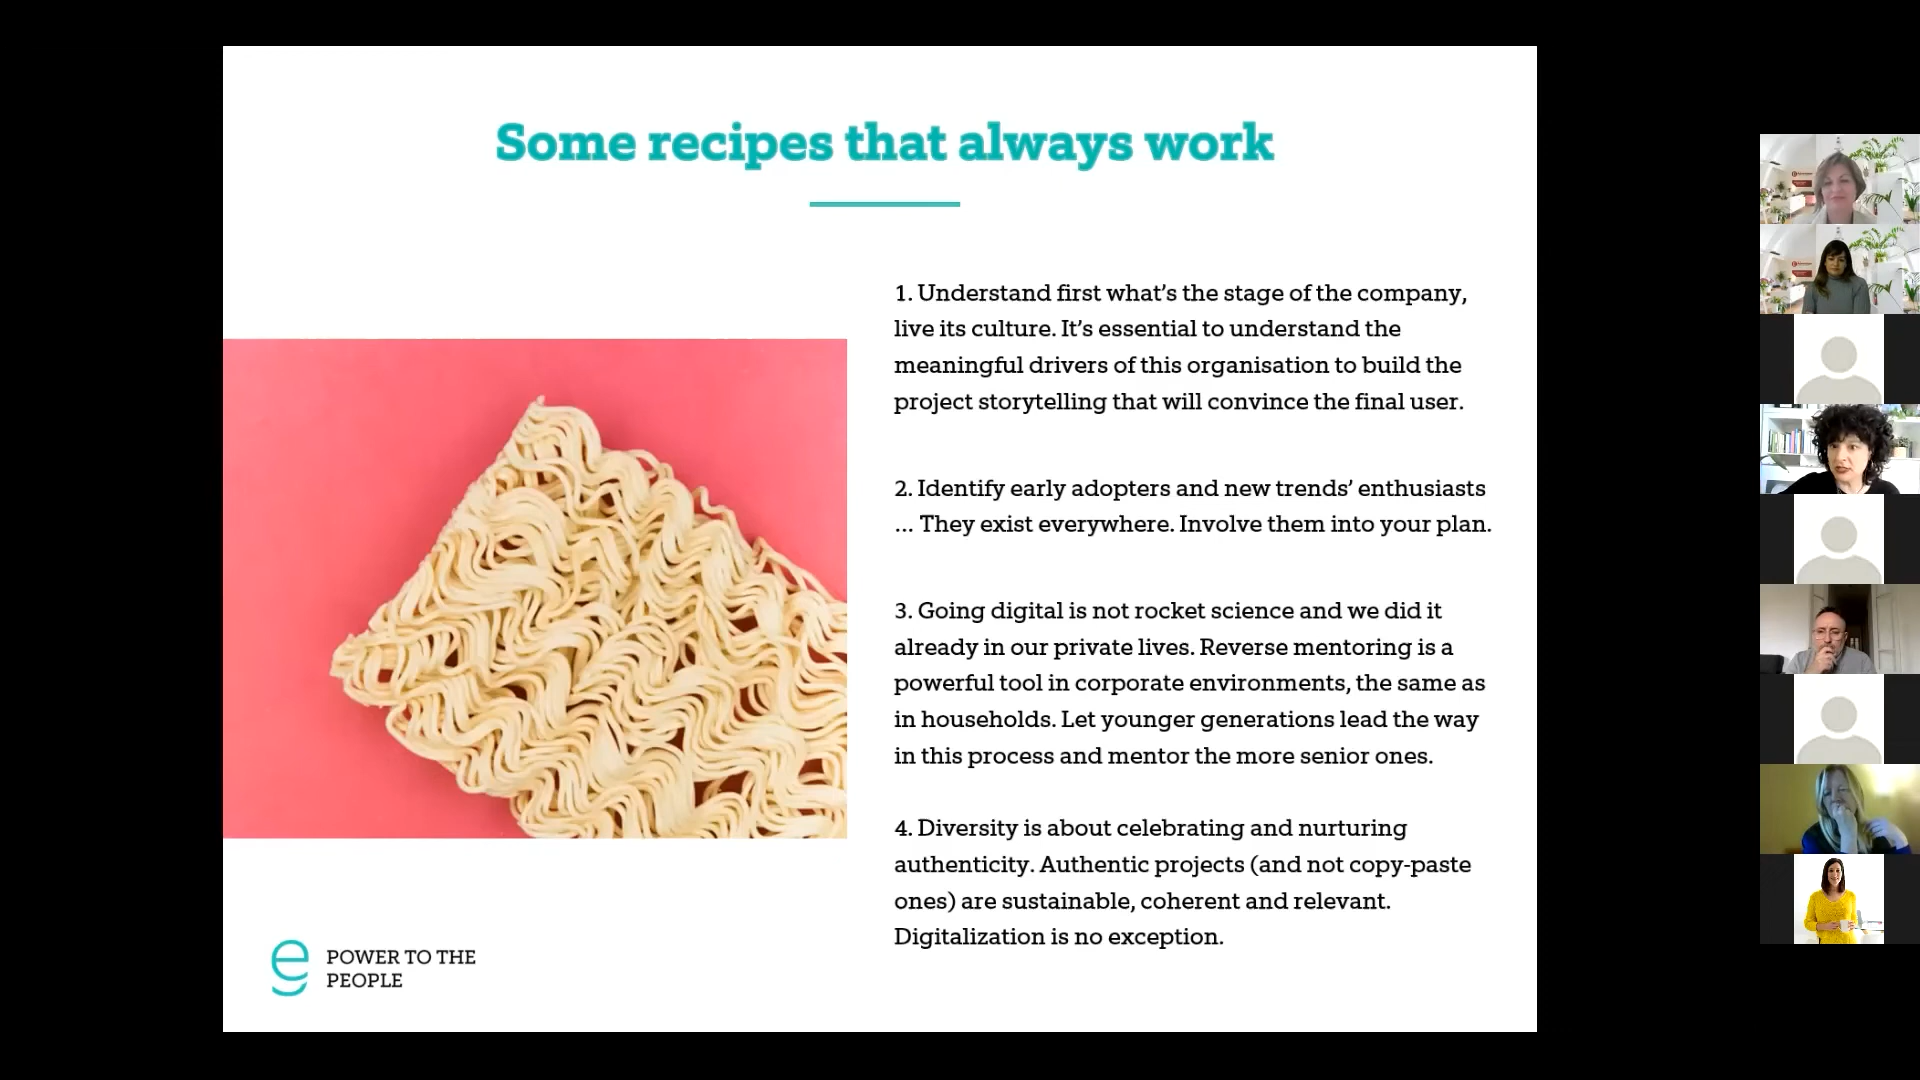 Some recipes that always work
1. Understand first what's the stage of the company,
live its culture. It's essential to understand the
meaningful drivers of this organisation to build the
project storytelling that will convince the final user.
2. Identify early adopters and new trends' enthusiasts
... They exist everywhere. Involve them into your plan.
3. Going digital is not rocket science and we did it
already in our private lives. Reverse mentoring is a
powerful tool in corporate environments, the same as
in households. Let younger generations lead the way
in this process and mentor the more senior ones.
4. Diversity is about celebrating and nurturing
authenticity. Authentic projects (and not copy-paste
ones) are sustainable, coherent and relevant.
Digitalization is no exception.
e POWER TO THE
PEOPLE